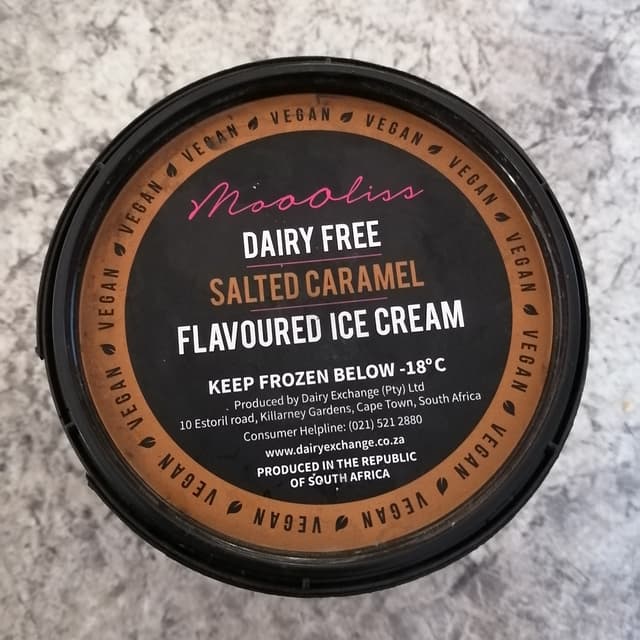 VEGAN VEGAN VEGAN VEGAN VEGAN VEGAN VEGAN VEGAN VEGAN VEGAN VEGAN VEGAN VEGAN
MooOliss
DAIRY FREE
SALTED CARAMEL
FLAVOURED ICE CREAM
KEEP FROZEN BELOW -18°C
Produced by Dairy Exchange (Pty) Ltd
10 Estoril road, Killarney Gardens, Cape Town, South Africa
Consumer Helpline: (021) 521 2880
www.dairyexchange.co.za
PRODUCED IN THE REPUBLIC
OF SOUTH AFRICA